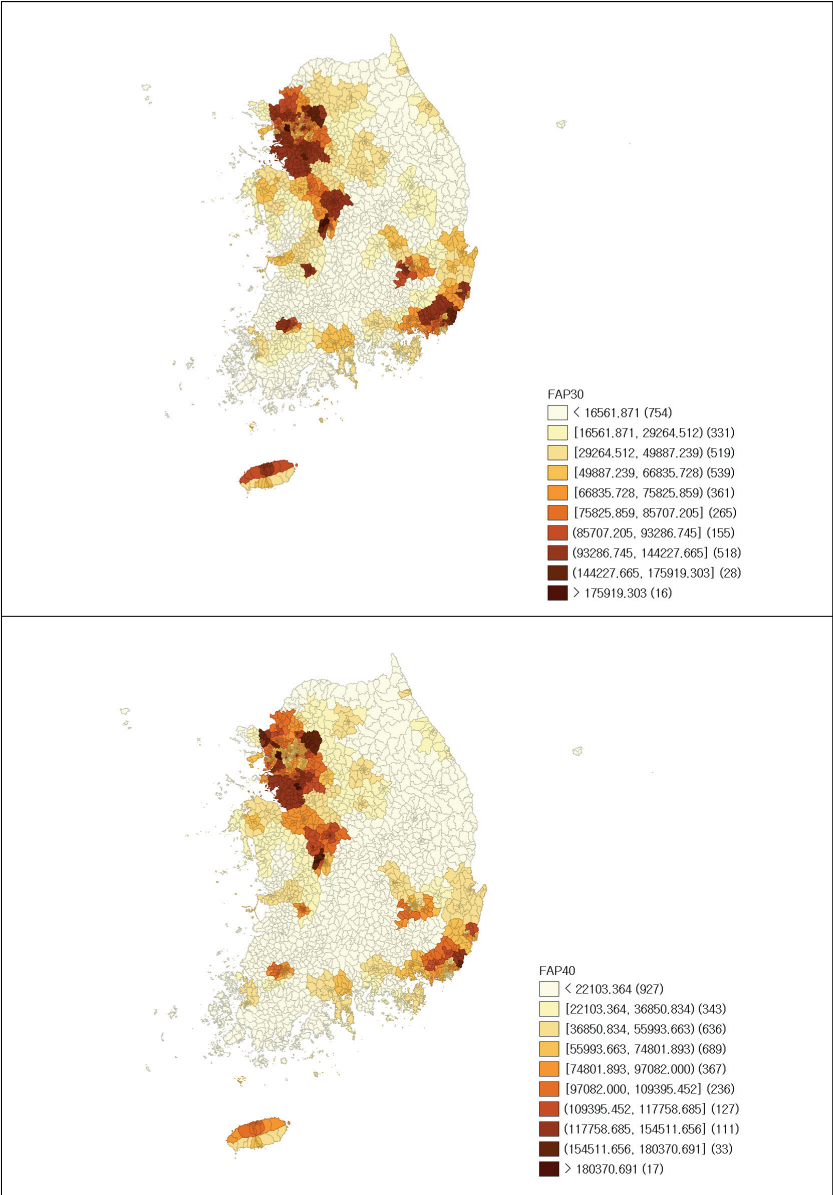 FAP30
< 16561.871 (754)
[16561.871, 29264.512) (331)
[29264.512, 49887.239) (519)
[49887.239, 66835.728) (539)
[66835.728, 75825.859) (361)
[75825.859, 85707.205] (265)
(85707.205, 93286.745] (155)
(93286.745, 144227.665] (518)
(144227.665, 175919.303] (28)
> 175919.303 (16)
FAP40
< 22103.364 (927)
[22103.364, 36850.834) (343)
[36850.834, 55993.663) (636)
[55993.663, 74801.893) (689)
[74801.893, 97082.000) (367)
[97082.000, 109395.452] (236)
(109395.452, 117758.685] (127)
(117758.685, 154511.656] (111)
(154511.656, 180370.691] (33)
> 180370.691 (17)